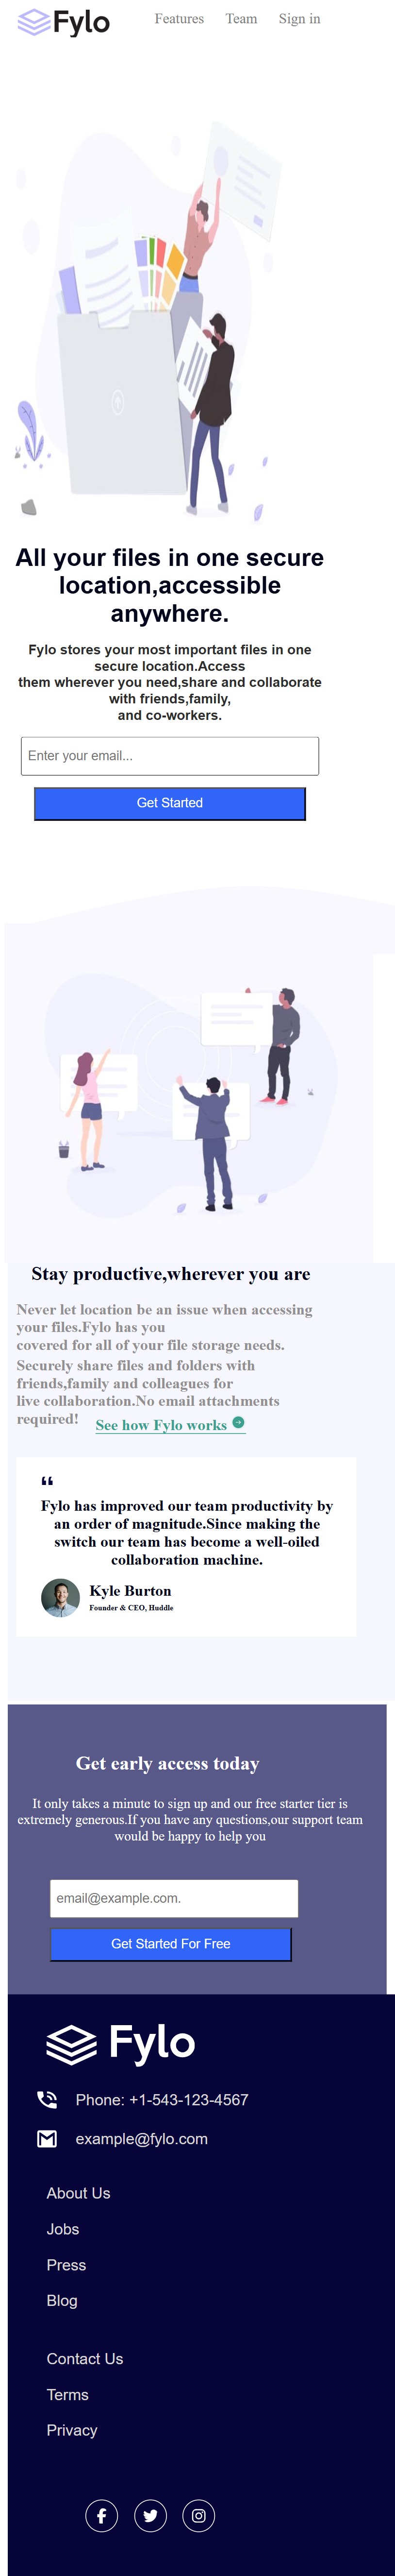 Fylo
Features Team Sign in
All your files in one secure
location,accessible
anywhere.
Fylo stores your most important files in one
secure location.Access
them wherever you need,share and collaborate
with friends,family,
and co-workers.
Enter your email...
Get Started
Stay productive,wherever you are
Never let location be an issue when accessing
your files.Fylo has you
covered for all of your file storage needs.
Securely share files and folders with
friends,family and colleagues for
live collaboration.No email attachments
required! See how Fylo works
“
Fylo has improved our team productivity by
an order of magnitude.Since making the
switch our team has become a well-oiled
collaboration machine.
Kyle Burton
Founder & CEO, Huddle
Get early access today
It only takes a minute to sign up and our free starter tier is
extremely generous.If you have any questions,our support team
would be happy to help you
email@example.com.
Get Started For Free
Fylo
Phone: +1-543-123-4567
example@fylo.com
About Us
Jobs
Press
Blog
Contact Us
Terms
Privacy